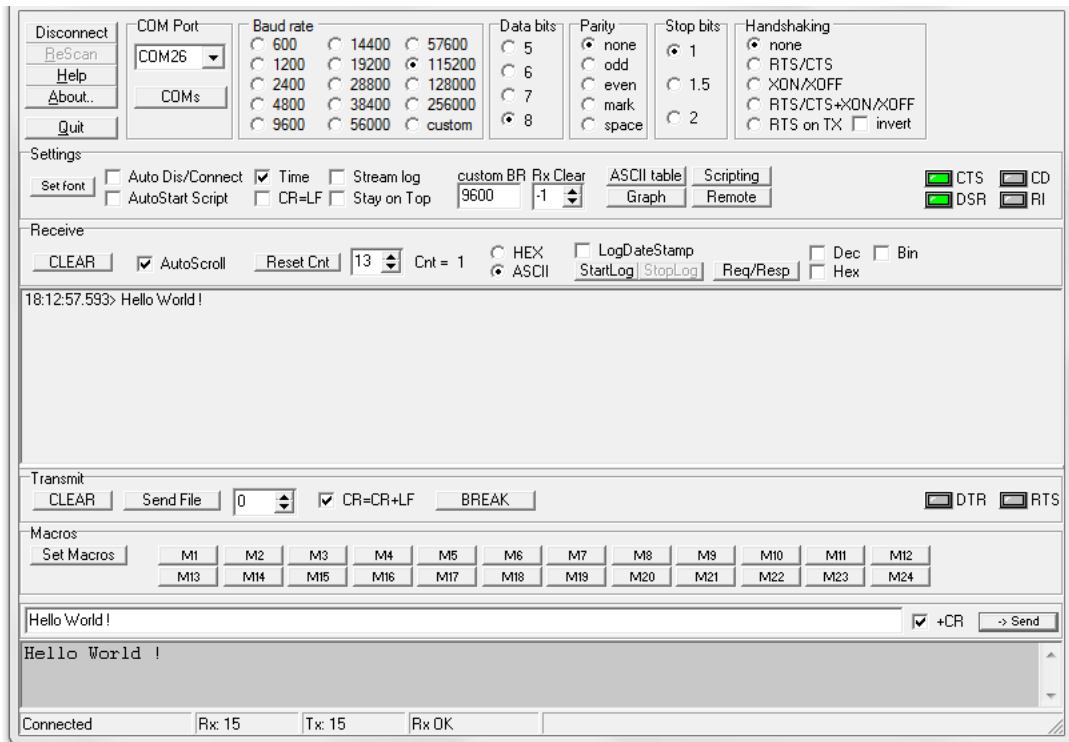 Disconnect
ReScan
Help
About..
Quit
COM Port
COM26
COMs
Baud rate
600 14400 57600
1200 19200 115200
2400 28800 128000
4800 38400 256000
9600 56000 custom
Data bits
5
6
7
8
Parity
none
odd
even
mark
space
Stop bits
1
1.5
2
Handshaking
none
RTS/CTS
XON/XOFF
RTS/CTS+XON/XOFF
RTS on TX invert
Settings
Set font
Auto Dis/Connect Time Stream log
AutoStart Script CR=LF Stay on Top
custom BR Rx Clear
9600 -1
ASCII table Scripting
Graph Remote
CTS CD
DSR RI
Receive
CLEAR AutoScroll Reset Cnt 13 Cnt = 1
HEX
ASCII
LogDateStamp
StartLog StopLog Req/Resp
Dec Bin
Hex
18:12:57.593> Hello World !
Transmit
CLEAR Send File 0 CR=CR+LF BREAK DTR RTS
Macros
Set Macros M1 M2 M3 M4 M5 M6 M7 M8 M9 M10 M11 M12
M13 M14 M15 M16 M17 M18 M19 M20 M21 M22 M23 M24
Hello World ! +CR -> Send
Hello World !
Connected Rx: 15 Tx: 15 Rx OK